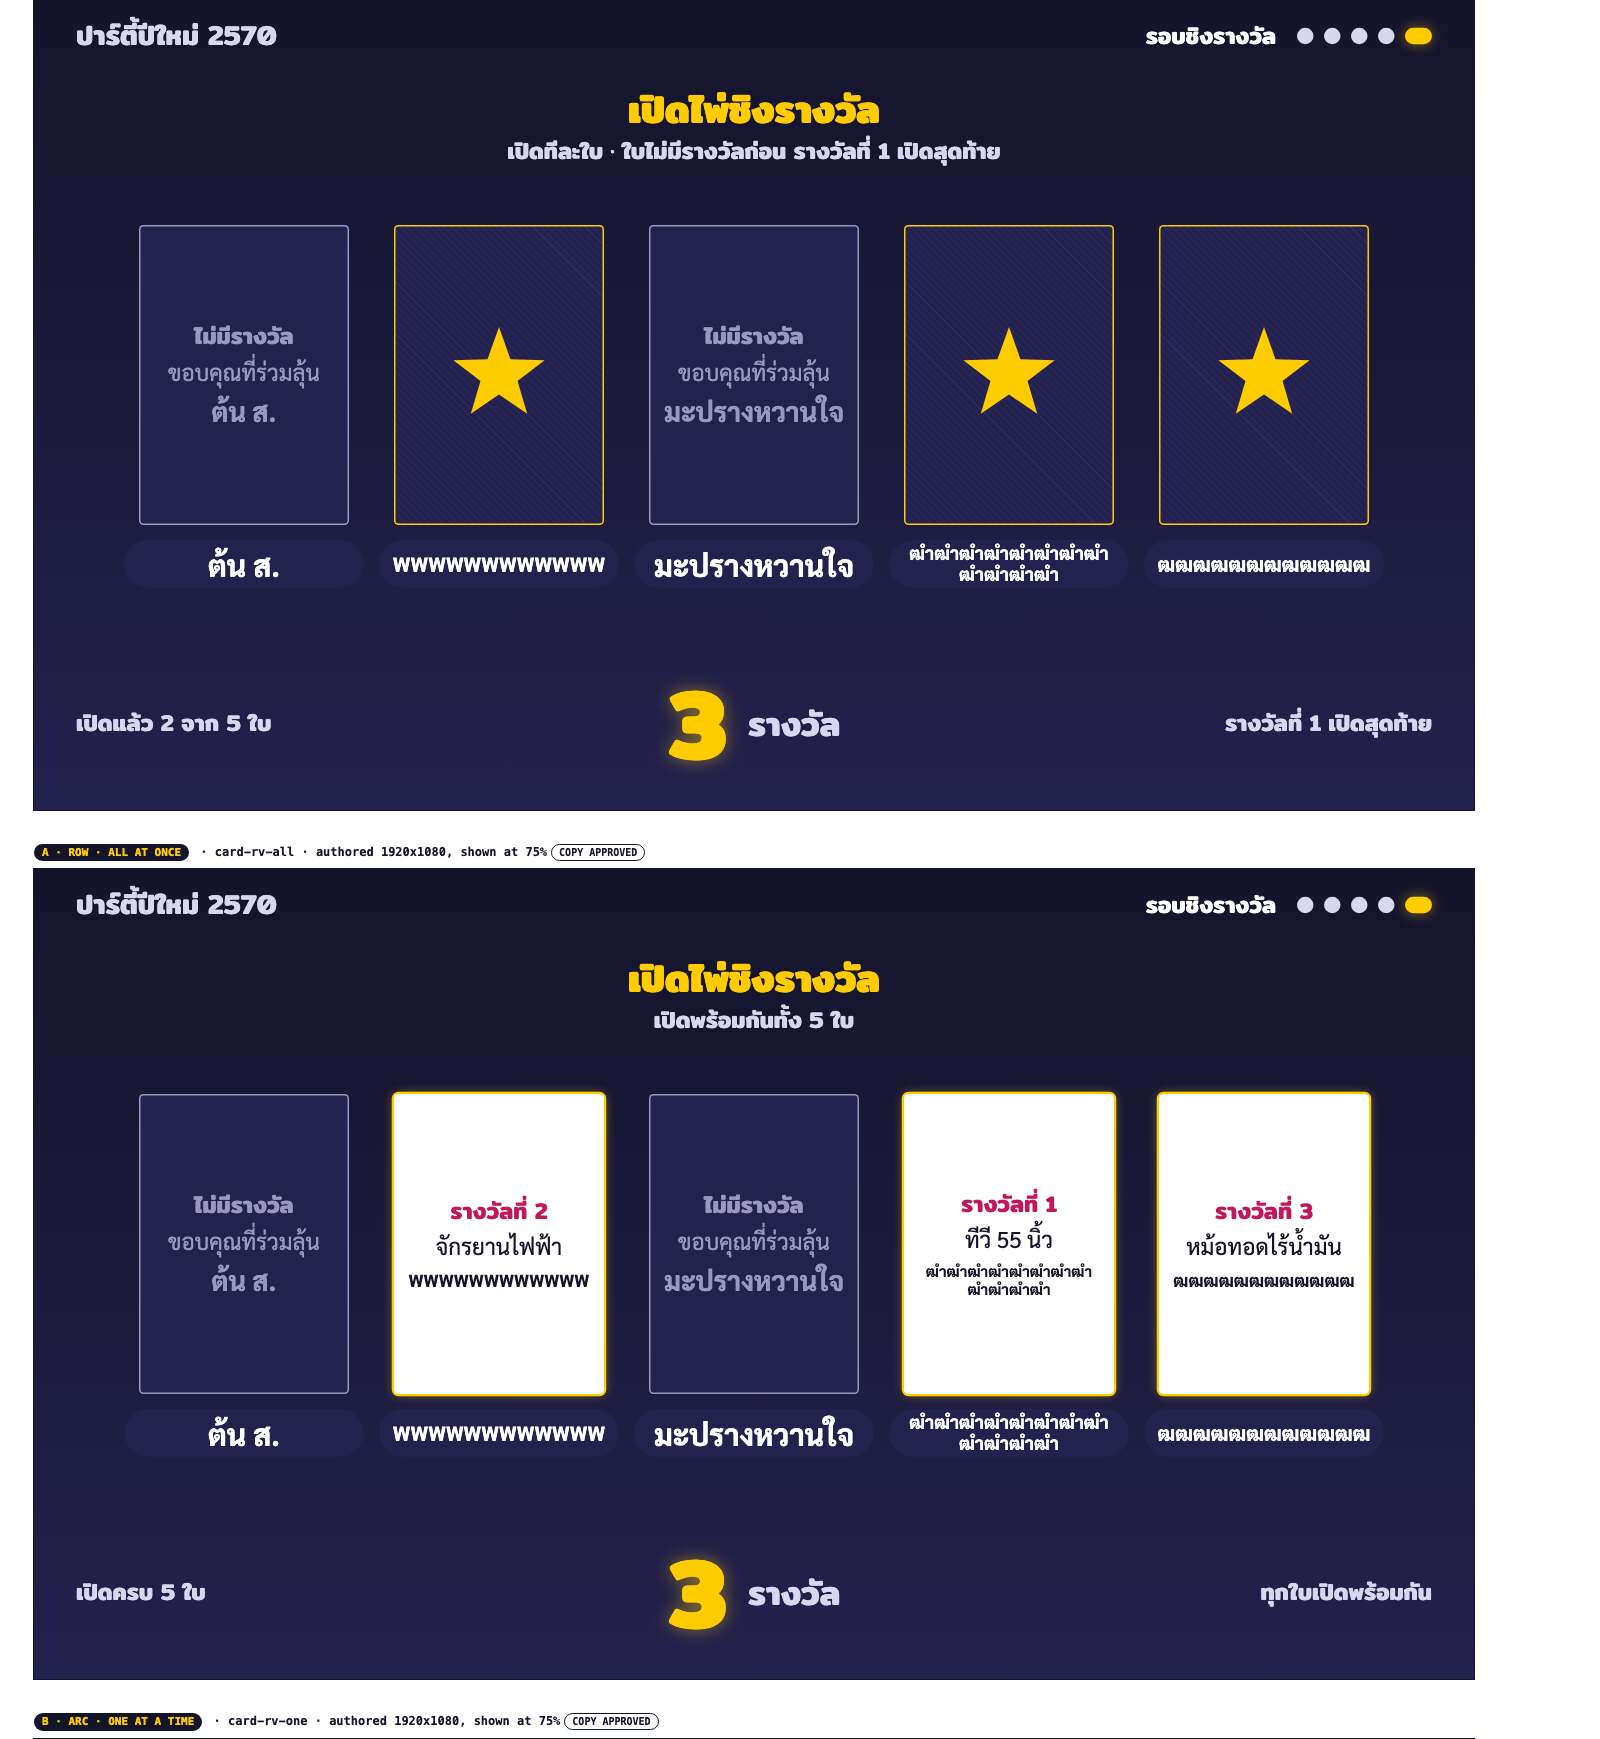 ปาร์ตี้ปีใหม่ 2570
รอบชิงรางวัล
เปิดไพ่ชิงรางวัล
เปิดทีละใบ · ใบไม่มีรางวัลก่อน รางวัลที่ 1 เปิดสุดท้าย
ไม่มีรางวัล
ขอบคุณที่ร่วมลุ้น
ต้น ส.
ไม่มีรางวัล
ขอบคุณที่ร่วมลุ้น
มะปรางหวานใจ
ต้น ส.
wwwwwwwwwwww
มะปรางหวานใจ
ฒำฒำฒำฒำฒำฒำฒำฒำ
ฒำฒำฒำฒำ
ฒฒฒฒฒฒฒฒฒฒฒฒ
เปิดแล้ว 2 จาก 5 ใบ
3 รางวัล
รางวัลที่ 1 เปิดสุดท้าย
A · ROW · ALL AT ONCE · card-rv-all · authored 1920x1080, shown at 75% COPY APPROVED
ปาร์ตี้ปีใหม่ 2570
รอบชิงรางวัล
เปิดไพ่ชิงรางวัล
เปิดพร้อมกันทั้ง 5 ใบ
ไม่มีรางวัล
ขอบคุณที่ร่วมลุ้น
ต้น ส.
รางวัลที่ 2
จักรยานไฟฟ้า
wwwwwwwwwwww
ไม่มีรางวัล
ขอบคุณที่ร่วมลุ้น
มะปรางหวานใจ
รางวัลที่ 1
ทีวี 55 นิ้ว
ฒำฒำฒำฒำฒำฒำฒำฒำ
ฒำฒำฒำฒำ
รางวัลที่ 3
หม้อทอดไร้น้ำมัน
ฒฒฒฒฒฒฒฒฒฒฒฒ
ต้น ส.
wwwwwwwwwwww
มะปรางหวานใจ
ฒำฒำฒำฒำฒำฒำฒำฒำ
ฒำฒำฒำฒำ
ฒฒฒฒฒฒฒฒฒฒฒฒ
เปิดครบ 5 ใบ
3 รางวัล
ทุกใบเปิดพร้อมกัน
B · ARC · ONE AT A TIME · card-rv-one · authored 1920x1080, shown at 75% COPY APPROVED